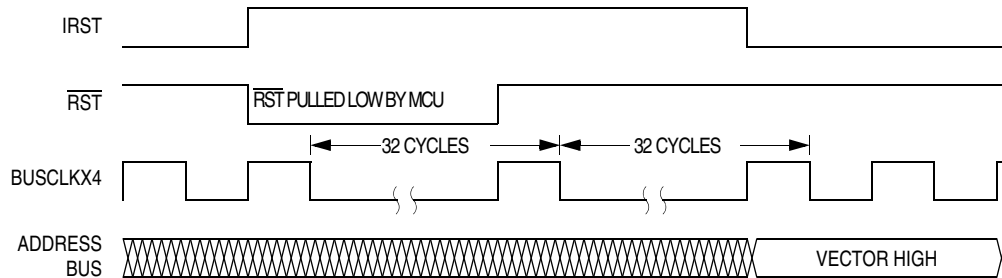 IRST
RST
RST PULLED LOW BY MCU
32 CYCLES
32 CYCLES
BUSCLKX4
ADDRESS
BUS
VECTOR HIGH